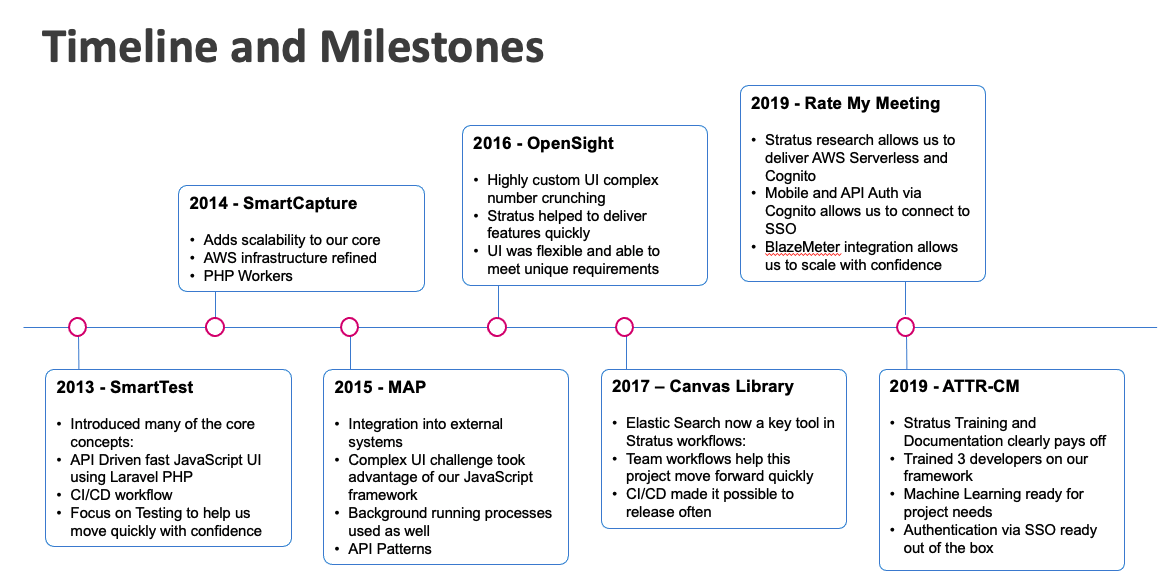 Timeline and Milestones
2019 - Rate My Meeting
• Stratus research allows us to
deliver AWS Serverless and
Cognito
• Mobile and API Auth via
Cognito allows us to connect to
SSO
• BlazeMeter integration allows
us to scale with confidence
2016 - OpenSight
• Highly custom UI complex
number crunching
• Stratus helped to deliver
features quickly
• UI was flexible and able to
meet unique requirements
2014 - SmartCapture
• Adds scalability to our core
• AWS infrastructure refined
• PHP Workers
2013 - SmartTest
• Introduced many of the core
concepts:
• API Driven fast JavaScript UI
using Laravel PHP
• CI/CD workflow
• Focus on Testing to help us
move quickly with confidence
2015 - MAP
• Integration into external
systems
• Complex UI challenge took
advantage of our JavaScript
framework
• Background running processes
used as well
• API Patterns
2017 – Canvas Library
• Elastic Search now a key tool in
Stratus workflows:
• Team workflows help this
project move forward quickly
• CI/CD made it possible to
release often
2019 - ATTR-CM
• Stratus Training and
Documentation clearly pays off
• Trained 3 developers on our
framework
• Machine Learning ready for
project needs
• Authentication via SSO ready
out of the box